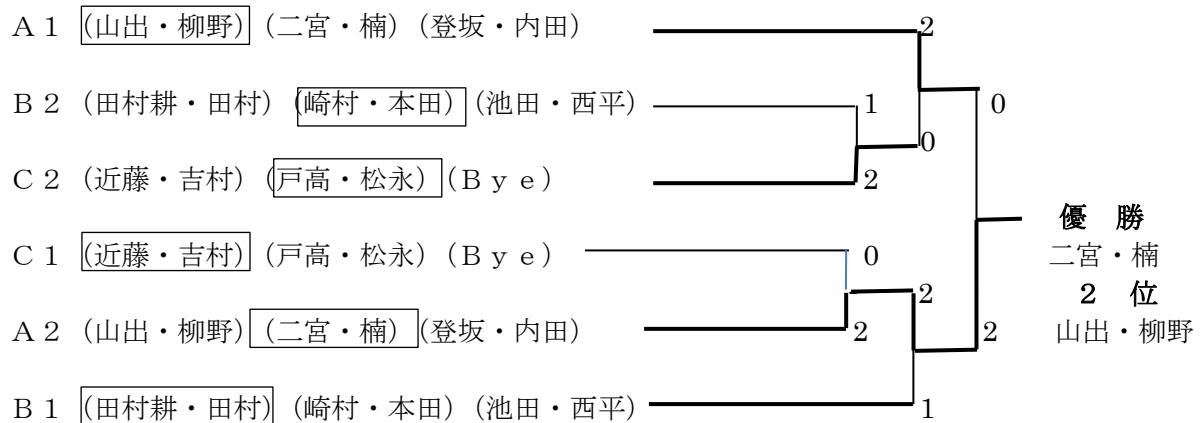 A1 (山出・柳野) (二宮・楠) (登坂・内田) 2
B2 (田村耕・田村) (崎村・本田) (池田・西平) 1 0
0
C2 (近藤・吉村) (戸高・松永) (Bye) 2
優 勝
C1 (近藤・吉村) (戸高・松永) (Bye) 0 二宮・楠
2 2 位
A2 (山出・柳野) (二宮・楠) (登坂・内田) 2 2 山出・柳野
B1 (田村耕・田村) (崎村・本田) (池田・西平) 1